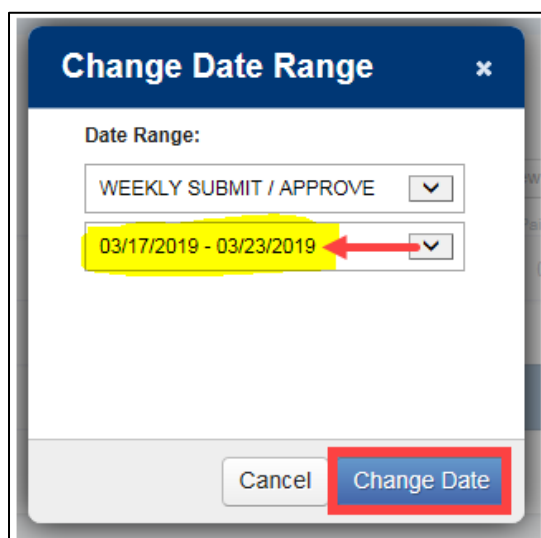 Change Date Range ×
Date Range:
WEEKLY SUBMIT / APPROVE
03/17/2019 - 03/23/2019
Cancel Change Date